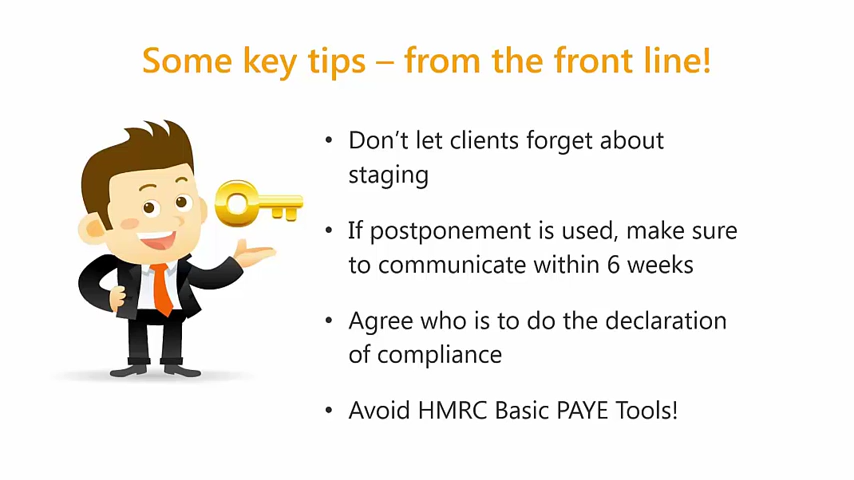 Some key tips – from the front line!
• Don’t let clients forget about
staging
• If postponement is used, make sure
to communicate within 6 weeks
• Agree who is to do the declaration
of compliance
• Avoid HMRC Basic PAYE Tools!